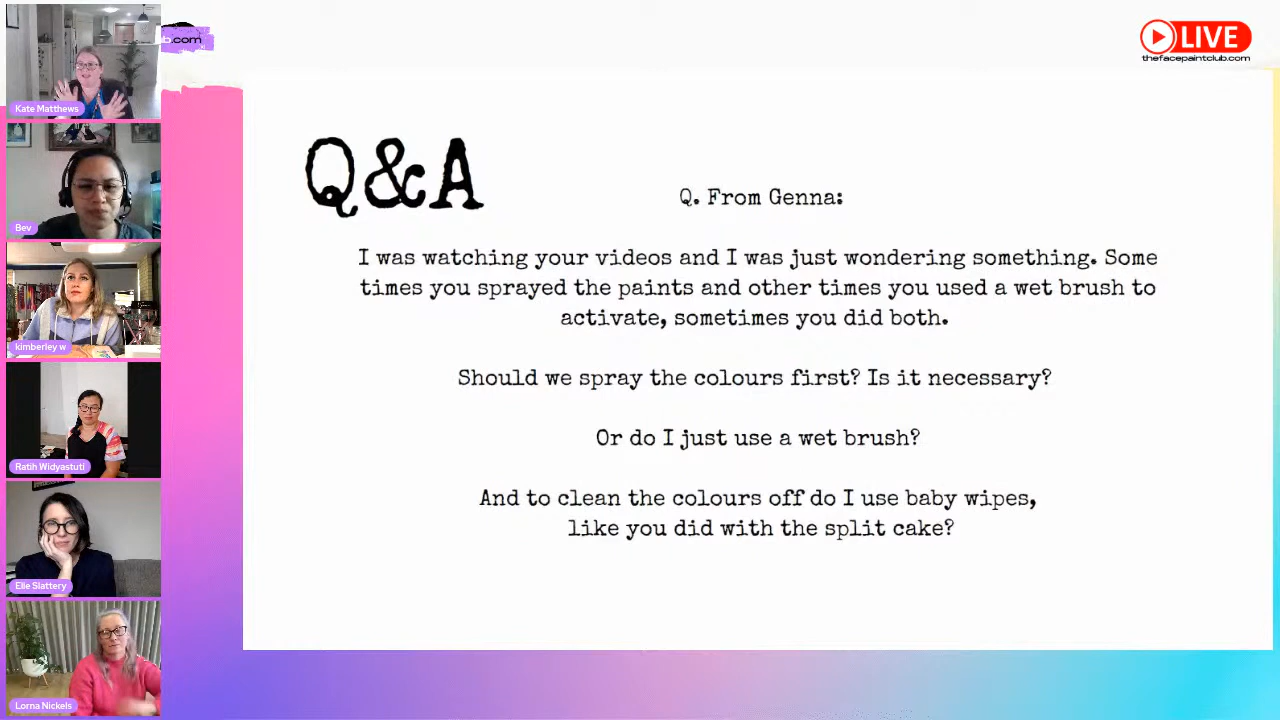 b.com
LIVE
thefacepaintclub.com
Kate Matthews
Bev
kimberley w
Ratih Widyastuti
Elle Slattery
Lorna Nickels
Q&A
Q. From Genna:
I was watching your videos and I was just wondering something. Some
times you sprayed the paints and other times you used a wet brush to
activate, sometimes you did both.
Should we spray the colours first? Is it necessary?
Or do I just use a wet brush?
And to clean the colours off do I use baby wipes,
like you did with the split cake?